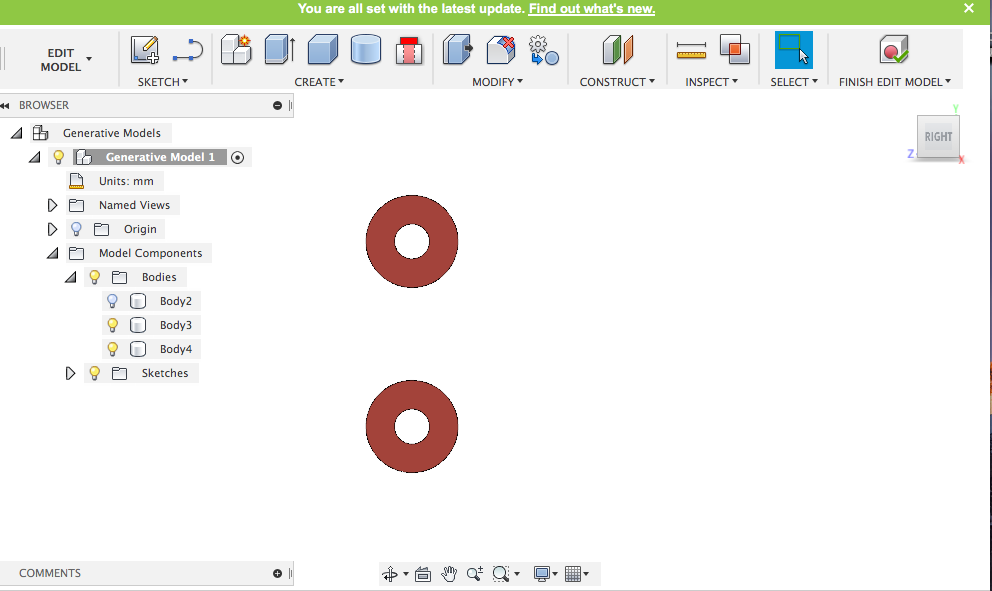 You are all set with the latest update. Find out what's new.
EDIT
MODEL
SKETCH
CREATE
MODIFY
CONSTRUCT
INSPECT
SELECT
FINISH EDIT MODEL
BROWSER
Generative Models
Generative Model 1
Units: mm
Named Views
Origin
Model Components
Bodies
Body2
Body3
Body4
Sketches
Y
RIGHT
Z
X
COMMENTS